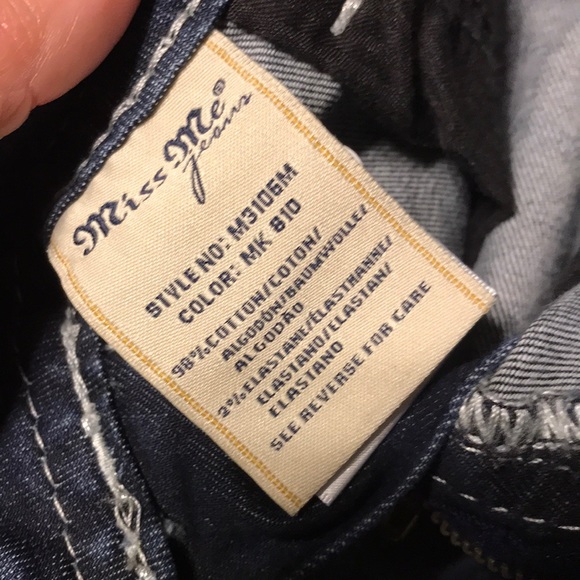 Miss Me®
jeans
STYLE NO: M3106M
COLOR: MK 810
98% COTTON/COTON/
ALGODÓN/BAUMWOLLE/
ALGODÃO
2% ELASTANE/ÉLASTHANNE/
ELASTANO/ELASTAN/
ELASTANO
SEE REVERSE FOR CARE